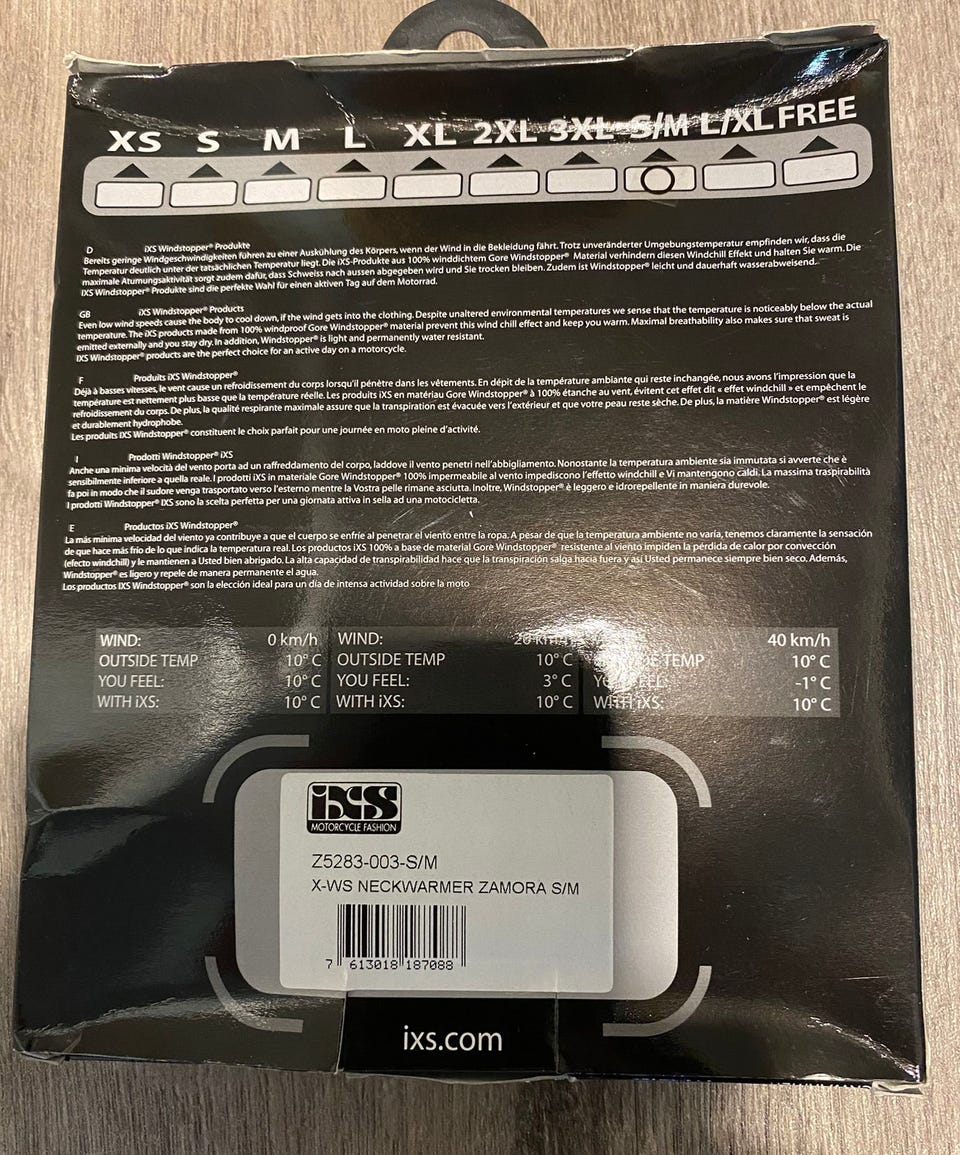 XS S M L XL 2XL 3XL S/M L/XL FREE
D iXS Windstopper® Produkte
Bereits geringe Windgeschwindigkeiten führen zu einer Auskühlung des Körpers, wenn der Wind in die Bekleidung fährt. Trotz unveränderter Umgebungstemperatur empfinden wir, dass die
Temperatur deutlich unter der tatsächlichen Temperatur liegt. Die iXS-Produkte aus 100% winddichtem Gore Windstopper® Material verhindern diesen Windchill Effekt und halten Sie warm. Die
maximale Atumungsaktivität sorgt zudem dafür, dass Schweiss nach aussen abgegeben wird und Sie trocken bleiben. Zudem ist Windstopper® leicht und dauerhaft wasserabweisend.
iXS Windstopper® Produkte sind die perfekte Wahl für einen aktiven Tag auf dem Motorrad.
GB iXS Windstopper® Products
Even low wind speeds cause the body to cool down, if the wind gets into the clothing. Despite unaltered environmental temperatures we sense that the temperature is noticeably below the actual
temperature. The iXS products made from 100% windproof Gore Windstopper® material prevent this wind chill effect and keep you warm. Maximal breathability also makes sure that sweat is
emitted externally and you stay dry. In addition, Windstopper® is light and permanently water resistant.
iXS Windstopper® products are the perfect choice for an active day on a motorcycle.
F Produits iXS Windstopper®
Déjà à basses vitesses, le vent cause un refroidissement du corps lorsqu'il pénètre dans les vêtements. En dépit de la température ambiante qui reste inchangée, nous avons l'impression que la
température est nettement plus basse que la température réelle. Les produits iXS en matériau Gore Windstopper® à 100% étanche au vent, évitent cet effet dit « effet windchill » et empêchent le
refroidissement du corps. De plus, la qualité respirante maximale assure que la transpiration est évacuée vers l'extérieur et que votre peau reste sèche. De plus, la matière Windstopper® est légère
et durablement hydrophobe.
Les produits iXS Windstopper® constituent le choix parfait pour une journée en moto pleine d'activité.
I Prodotti Windstopper® iXS
Anche una minima velocità del vento porta ad un raffreddamento del corpo, laddove il vento penetri nell'abbigliamento. Nonostante la temperatura ambiente sia immutata si avverte che è
sensibilmente inferiore a quella reale. I prodotti iXS in materiale Gore Windstopper® 100% impermeabile al vento impediscono l'effetto windchill e Vi mantengono caldi. La massima traspirabilità
fa poi in modo che il sudore venga trasportato verso l'esterno mentre la Vostra pelle rimane asciutta. Inoltre, Windstopper® è leggero e idrorepellente in maniera durevole.
I prodotti Windstopper® iXS sono la scelta perfetta per una giornata attiva in sella ad una motocicletta.
E Productos iXS Windstopper®
La más mínima velocidad del viento ya contribuye a que el cuerpo se enfríe al penetrar el viento entre la ropa. A pesar de que la temperatura ambiente no varía, tenemos claramente la sensación
de que hace más frío de lo que indica la temperatura real. Los productos iXS 100% a base de material Gore Windstopper® resistente al viento impiden la pérdida de calor por convección
(efecto windchill) y le mantienen a Usted bien abrigado. La alta capacidad de transpirabilidad hace que la transpiración salga hacia fuera y así Usted permanece siempre bien seco. Además,
Windstopper® es ligero y repele de manera permanente el agua.
Los productos iXS Windstopper® son la elección ideal para un día de intensa actividad sobre la moto
WIND: 0 km/h WIND: 20 km/h 40 km/h
OUTSIDE TEMP 10° C OUTSIDE TEMP 10° C OUTSIDE TEMP 10° C
YOU FEEL: 10° C YOU FEEL: 3° C YOU FEEL: -1° C
WITH iXS: 10° C WITH iXS: 10° C WITH iXS: 10° C
iXS
MOTORCYCLE FASHION
Z5283-003-S/M
X-WS NECKWARMER ZAMORA S/M
7 613018 187088
ixs.com